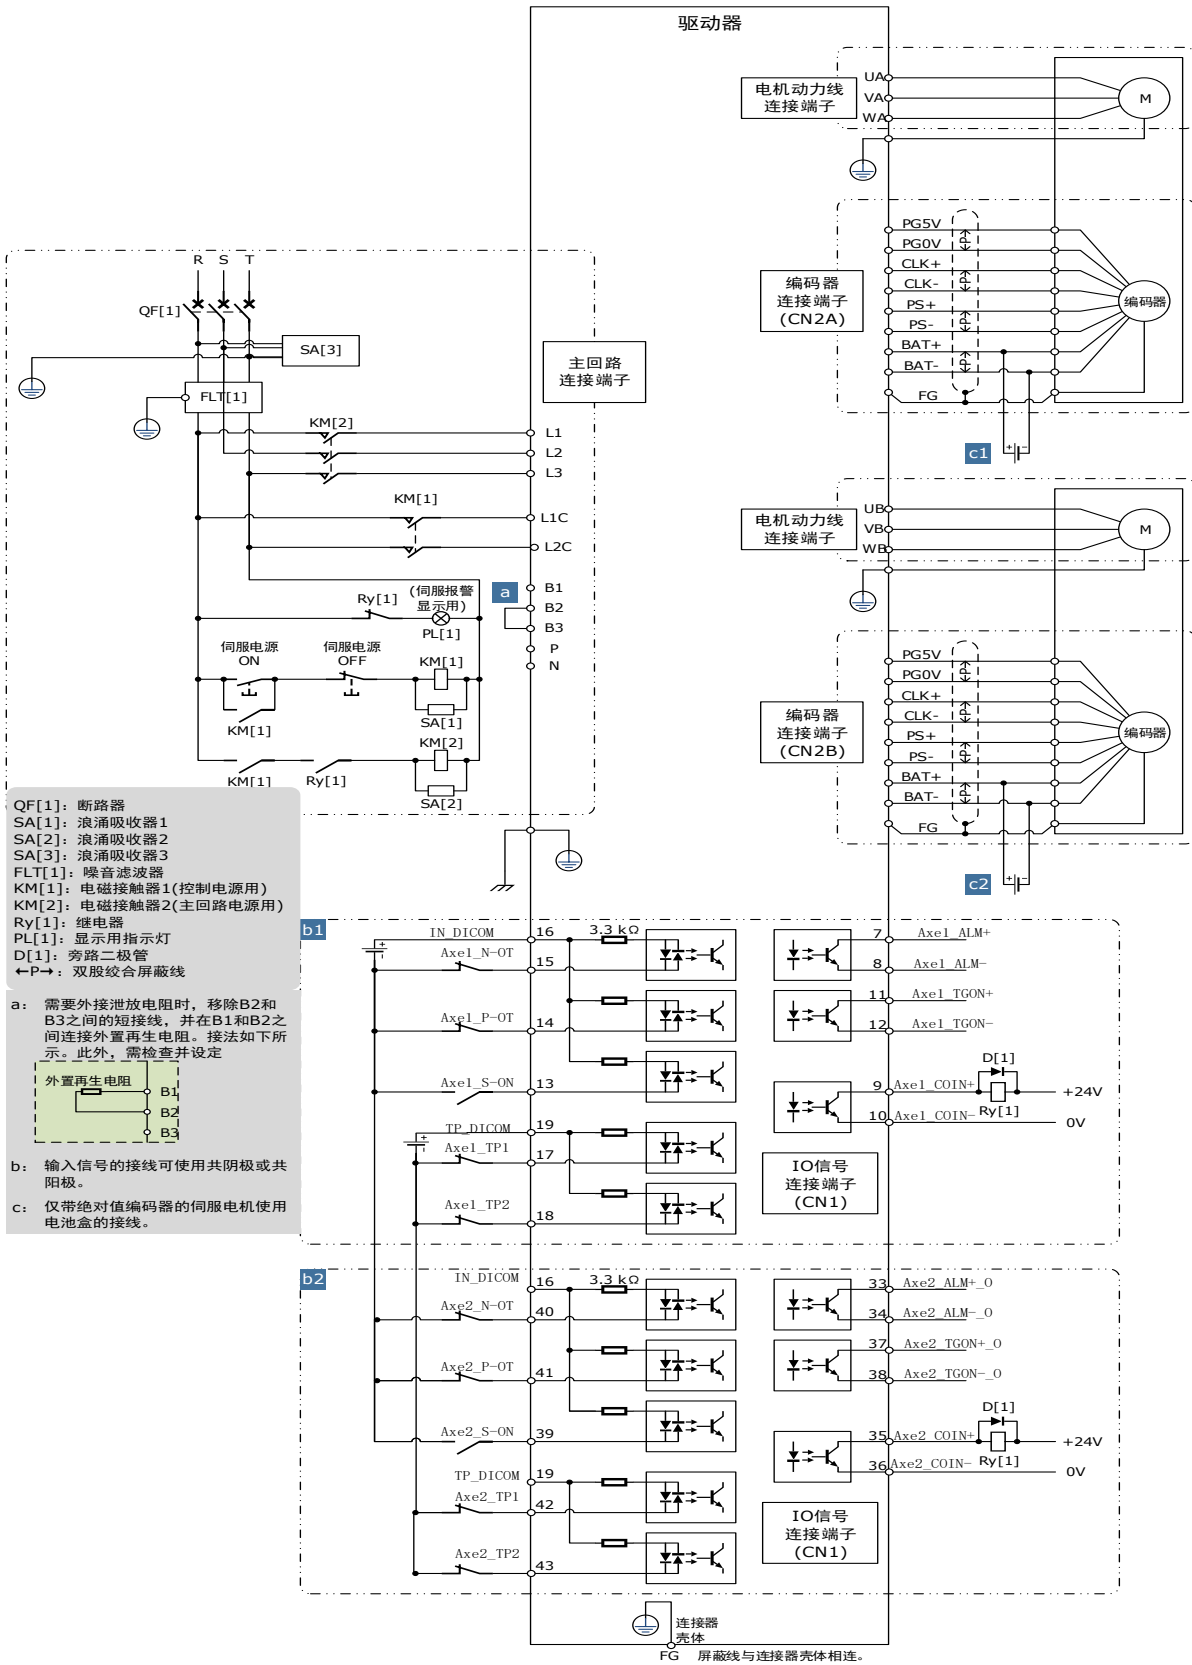 驱动器
电机动力线
连接端子
UA
VA
WA
M
编码器
连接端子
(CN2A)
PG5V
PG0V
CLK+
CLK-
PS+
PS-
BAT+
BAT-
FG
P
P
P
P
编码器
c1
+ -
R S T
QF[1]
SA[3]
FLT[1]
主回路
连接端子
KM[2]
L1
L2
L3
KM[1]
L1C
L2C
a
B1
B2
B3
P
N
Ry[1]
(伺服报警
显示用)
PL[1]
伺服电源
ON
伺服电源
OFF
KM[1]
SA[1]
KM[1]
KM[2]
KM[1]
Ry[1]
SA[2]
电机动力线
连接端子
UB
VB
WB
M
编码器
连接端子
(CN2B)
PG5V
PG0V
CLK+
CLK-
PS+
PS-
BAT+
BAT-
FG
P
P
P
P
编码器
c2
+ -
QF[1]：断路器
SA[1]：浪涌吸收器1
SA[2]：浪涌吸收器2
SA[3]：浪涌吸收器3
FLT[1]：噪音滤波器
KM[1]：电磁接触器1(控制电源用)
KM[2]：电磁接触器2(主回路电源用)
Ry[1]：继电器
PL[1]：显示用指示灯
D[1]：旁路二极管
←P→：双股绞合屏蔽线
a： 需要外接泄放电阻时，移除B2和
B3之间的短接线，并在B1和B2之
间连接外置再生电阻。接法如下所
示。此外，需检查并设定
外置再生电阻
B1
B2
B3
b： 输入信号的接线可使用共阴极或共
阳极。
c： 仅带绝对值编码器的伺服电机使用
电池盒的接线。
b1
IN_DICOM 16 3.3 kΩ
+
Axe1_N-OT 15
Axe1_P-OT 14
Axe1_S-ON 13
TP_DICOM 19
+
Axe1_TP1 17
Axe1_TP2 18
7 Axe1_ALM+
8 Axe1_ALM-
11 Axe1_TGON+
12 Axe1_TGON-
D[1]
9 Axe1_COIN+ +24V
Ry[1]
10 Axe1_COIN- 0V
IO信号
连接端子
(CN1)
b2
IN_DICOM 16 3.3 kΩ
Axe2_N-OT 40
Axe2_P-OT 41
Axe2_S-ON 39
TP_DICOM 19
Axe2_TP1 42
Axe2_TP2 43
33 Axe2_ALM+_O
34 Axe2_ALM-_O
37 Axe2_TGON+_O
38 Axe2_TGON-_O
D[1]
35 Axe2_COIN+ +24V
36 Axe2_COIN- Ry[1] 0V
IO信号
连接端子
(CN1)
连接器
壳体
FG 屏蔽线与连接器壳体相连。